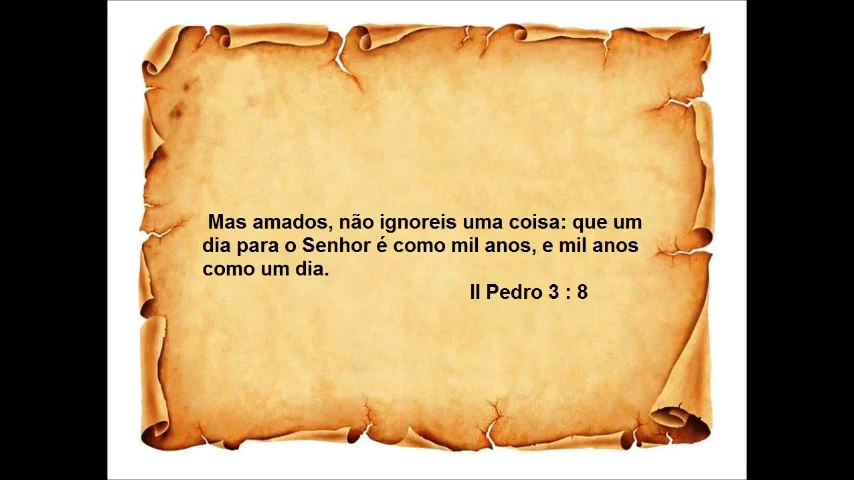 Mas amados, não ignoreis uma coisa: que um
dia para o Senhor é como mil anos, e mil anos
como um dia.
II Pedro 3 : 8